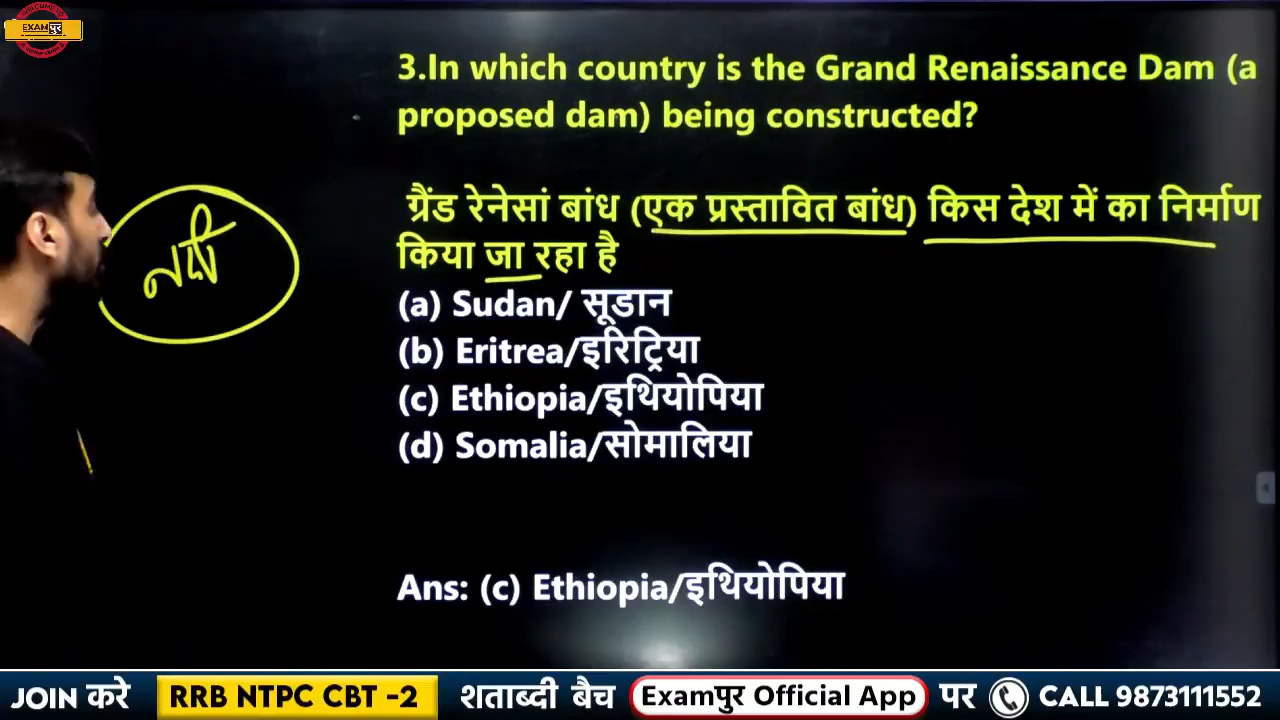 EXAMपुर
3.In which country is the Grand Renaissance Dam (a
proposed dam) being constructed?
ग्रैंड रेनेसां बांध (एक प्रस्तावित बांध) किस देश में का निर्माण
किया जा रहा है
नदी
(a) Sudan/ सूडान
(b) Eritrea/इरिट्रिया
(c) Ethiopia/इथियोपिया
(d) Somalia/सोमालिया
Ans: (c) Ethiopia/इथियोपिया
JOIN करे RRB NTPC CBT -2 शताब्दी बैच Examपुर Official App पर CALL 9873111552